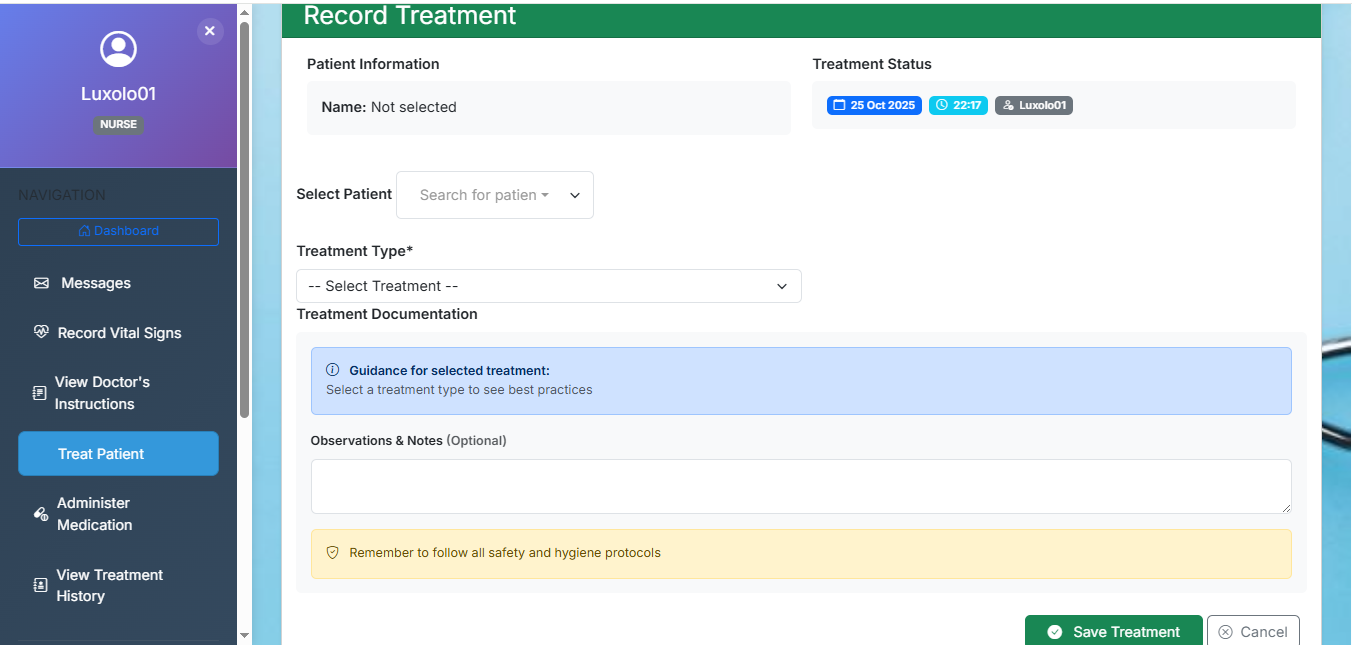 Luxolo01
NURSE
NAVIGATION
Dashboard
Messages
Record Vital Signs
View Doctor's
Instructions
Treat Patient
Administer
Medication
View Treatment
History
Record Treatment
Patient Information
Name: Not selected
Treatment Status
25 Oct 2025 22:17 Luxolo01
Select Patient Search for patien
Treatment Type*
-- Select Treatment --
Treatment Documentation
Guidance for selected treatment:
Select a treatment type to see best practices
Observations & Notes (Optional)
Remember to follow all safety and hygiene protocols
Save Treatment Cancel